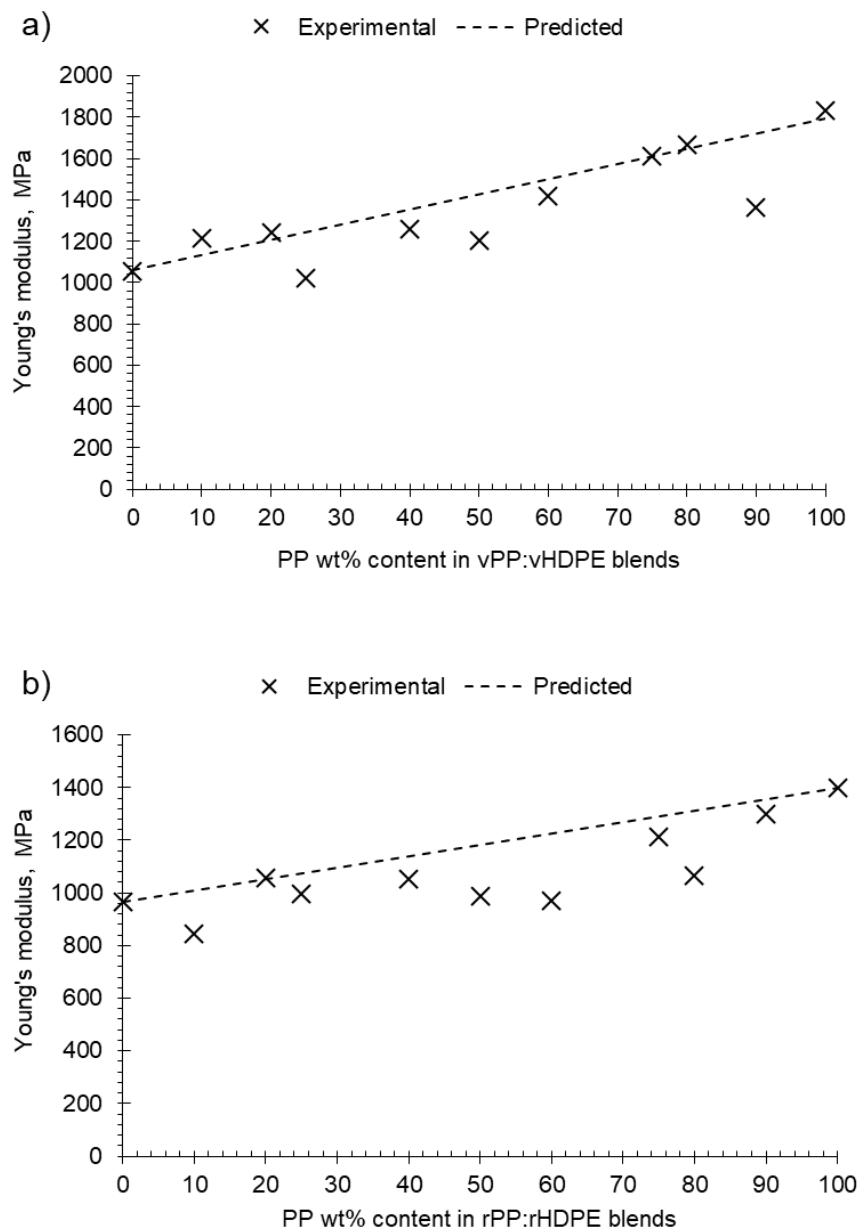 a)
Experimental Predicted
2000
1800
1600
1400
1200
1000
800
600
400
200
0
Young's modulus, MPa
0 10 20 30 40 50 60 70 80 90 100
PP wt% content in vPP:vHDPE blends
b)
Experimental Predicted
1600
1400
1200
1000
800
600
400
200
0
Young's modulus, MPa
0 10 20 30 40 50 60 70 80 90 100
PP wt% content in rPP:rHDPE blends